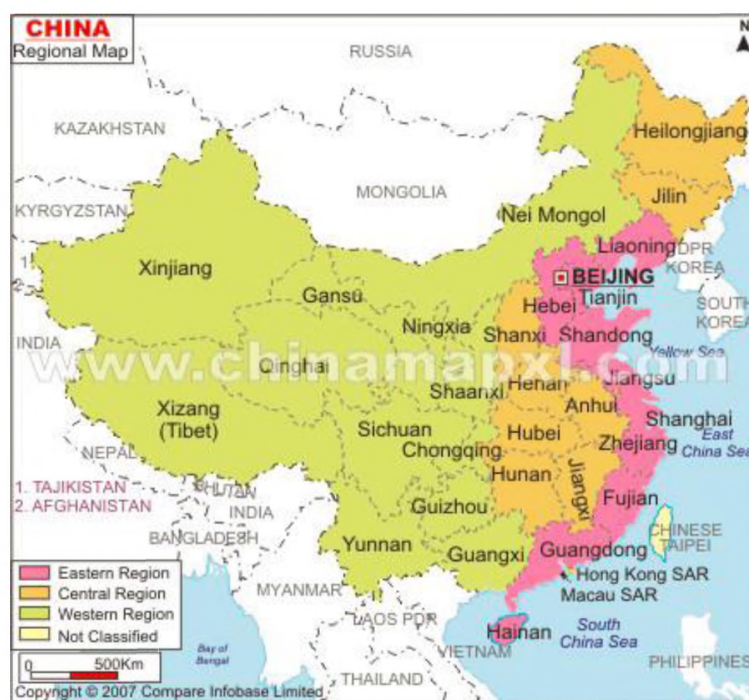 CHINA
Regional Map
N
RUSSIA
KAZAKHSTAN
Heilongjiang
MONGOLIA
Jilin
KYRGYZSTAN
Nei Mongol
Liaoning
DPR
KOREA
1
2
Xinjiang
BEIJING
Gansu
Hebei
Tianjin
SOUTH
KOREA
Ningxia
Shanxi
Shandong
INDIA
Yellow Sea
www.chinamapxl.com
Qinghai
Shaanxi
Henan
Jiangsu
Xizang
(Tibet)
Anhui
Shanghai
Sichuan
Hubei
Zhejiang
East
China Sea
Chongqing
NEPAL
Hunan
Jiangxi
1. TAJIKISTAN
2. AFGHANISTAN
BHUTAN
INDIA
Guizhou
Fujian
BANGLADESH
Yunnan
Guangxi
Guangdong
CHINESE
TAIPEI
Eastern Region
Central Region
Western Region
Not Classified
Hong Kong SAR
Macau SAR
MYANMAR
LAOS PDR
Hainan
South
China Sea
Bay of
Bengal
VIETNAM
0 500Km
PHILIPPINES
THAILAND
Copyright © 2007 Compare Infobase Limited